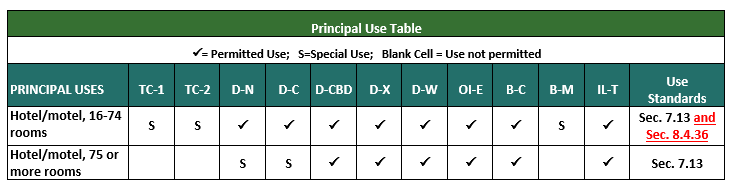 Principal Use Table
✓= Permitted Use; S=Special Use; Blank Cell = Use not permitted
PRINCIPAL USES TC-1 TC-2 D-N D-C D-CBD D-X D-W OI-E B-C B-M IL-T Use Standards
Hotel/motel, 16-74 rooms S S ✓ ✓ ✓ ✓ ✓ ✓ ✓ S ✓ Sec. 7.13 and Sec. 8.4.36
Hotel/motel, 75 or more rooms S S ✓ ✓ ✓ ✓ ✓ ✓ Sec. 7.13